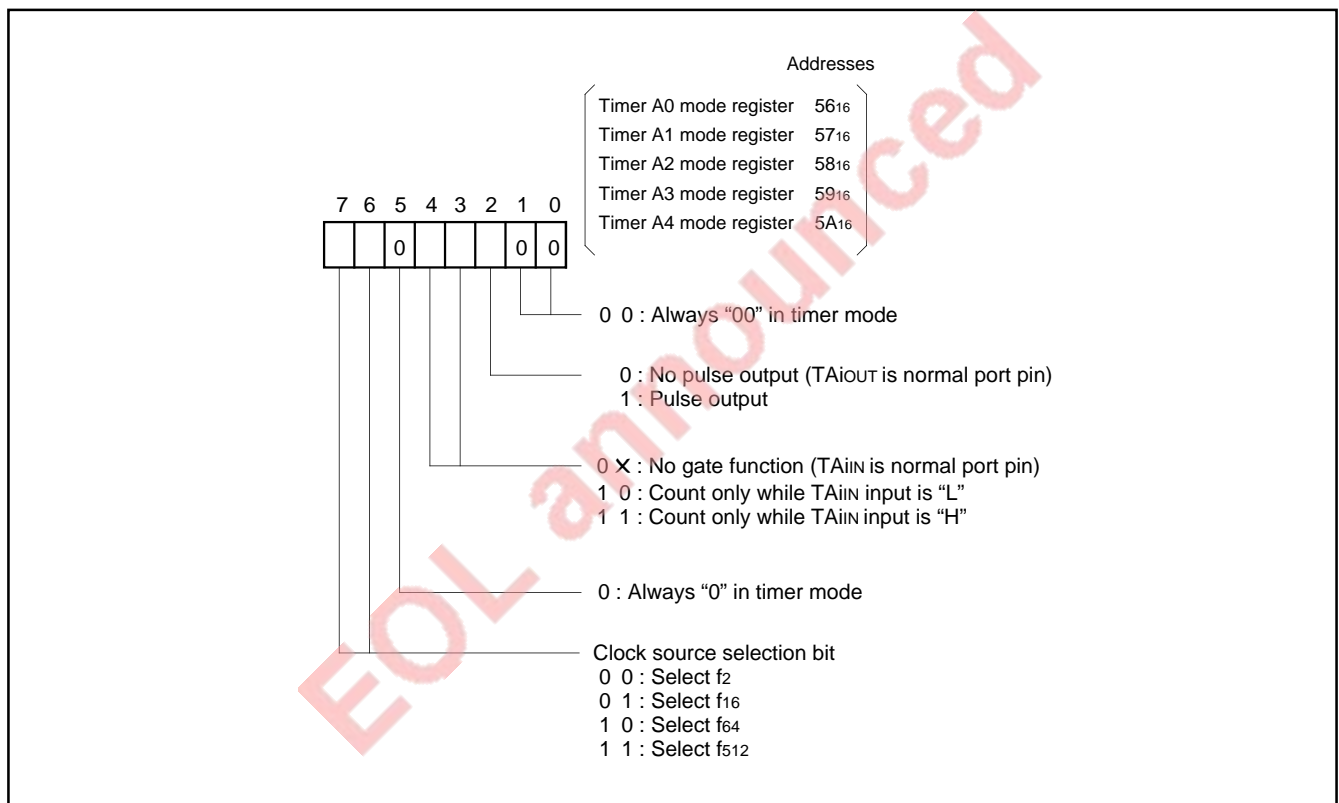 Addresses
Timer A0 mode register 5616
Timer A1 mode register 5716
Timer A2 mode register 5816
Timer A3 mode register 5916
Timer A4 mode register 5A16
7 6 5 4 3 2 1 0
0 0 0
0 0 : Always “00” in timer mode
0 : No pulse output (TAiOUT is normal port pin)
1 : Pulse output
0 ✕ : No gate function (TAiIN is normal port pin)
1 0 : Count only while TAiIN input is “L”
1 1 : Count only while TAiIN input is “H”
0 : Always “0” in timer mode
Clock source selection bit
0 0 : Select f2
0 1 : Select f16
1 0 : Select f64
1 1 : Select f512
EOL announced